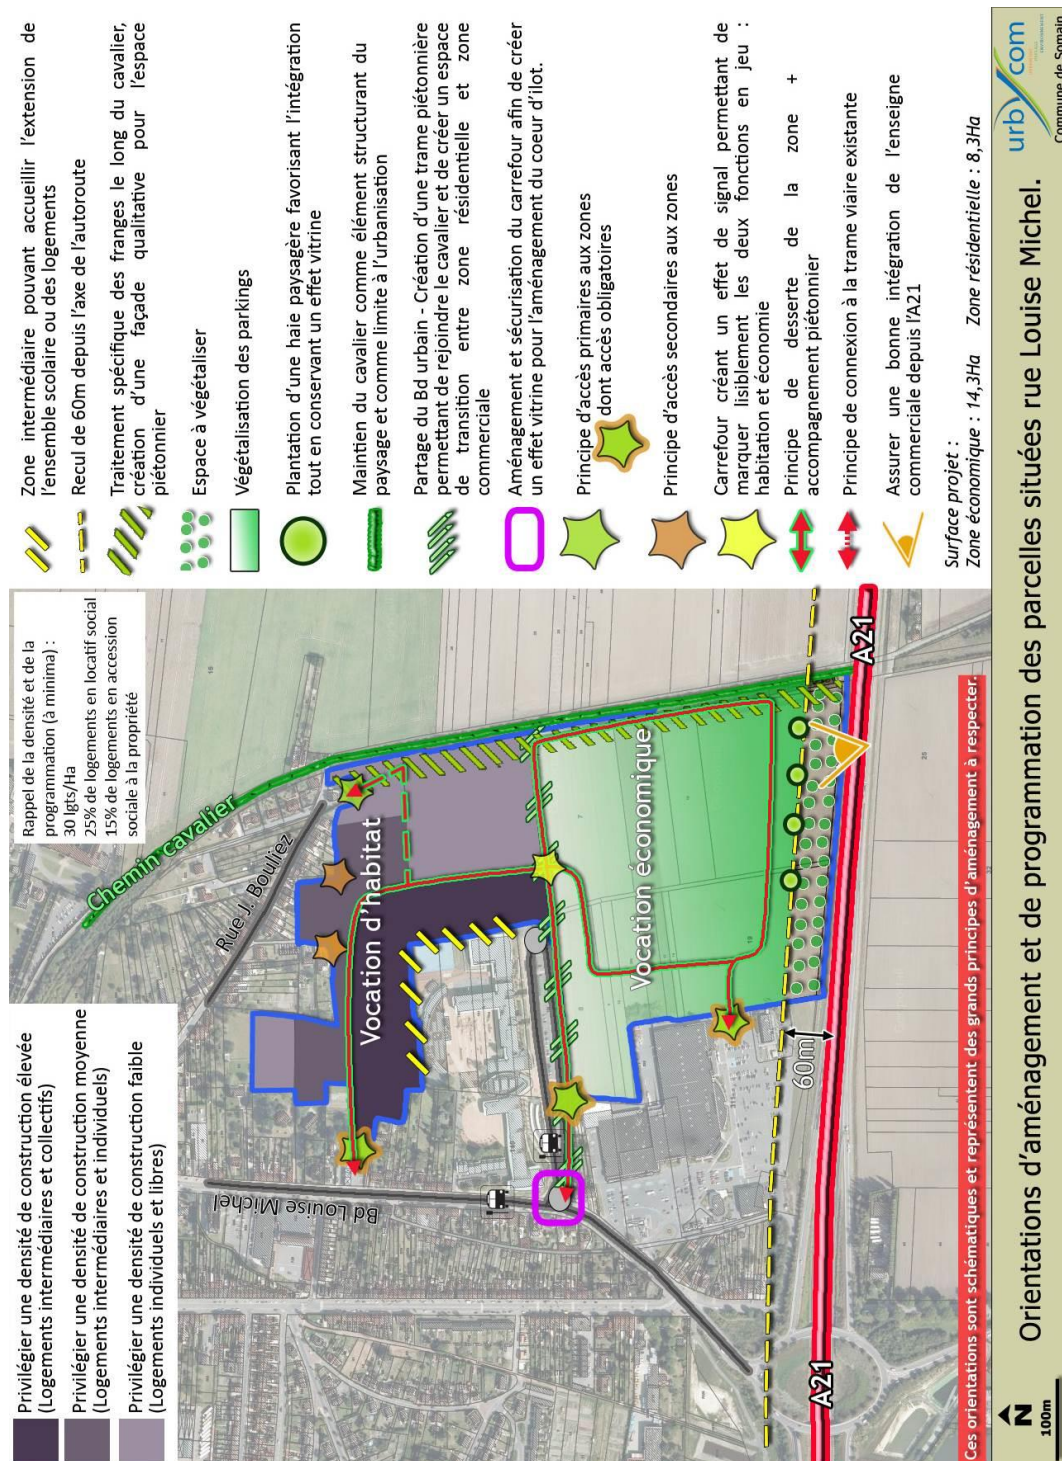 Privilégier une densité de construction élevée
(Logements intermédiaires et collectifs)
Privilégier une densité de construction moyenne
(Logements intermédiaires et individuels)
Privilégier une densité de construction faible
(Logements individuels et libres)
Rappel de la densité et de la
programmation (à minima) :
30 lgts/Ha
25% de logements en locatif social
15% de logements en accession
sociale à la propriété
Chemin cavalier
Rue J. Bouliez
Vocation d'habitat
Bd Louise Michel
Vocation économique
60m
A21
A21
Ces orientations sont schématiques et représentent des grands principes d'aménagement à respecter.
Zone intermédiaire pouvant accueillir l'extension de
l'ensemble scolaire ou des logements
Recul de 60m depuis l'axe de l'autoroute
Traitement spécifique des franges le long du cavalier,
création d'une façade qualitative pour l'espace
piétonnier
Espace à végétaliser
Végétalisation des parkings
Plantation d'une haie paysagère favorisant l'intégration
tout en conservant un effet vitrine
Maintien du cavalier comme élément structurant du
paysage et comme limite à l'urbanisation
Partage du Bd urbain - Création d'une trame piétonnière
permettant de rejoindre le cavalier et de créer un espace
de transition entre zone résidentielle et zone
commerciale
Aménagement et sécurisation du carrefour afin de créer
un effet vitrine pour l'aménagement du coeur d'ilot.
Principe d'accès primaires aux zones
dont accès obligatoires
Principe d'accès secondaires aux zones
Carrefour créant un effet de signal permettant de
marquer lisiblement les deux fonctions en jeu :
habitation et économie
Principe de desserte de la zone +
accompagnement piétonnier
Principe de connexion à la trame viaire existante
Assurer une bonne intégration de l'enseigne
commerciale depuis l'A21
Surface projet :
Zone économique : 14,3Ha Zone résidentielle : 8,3Ha
N
100m
Orientations d'aménagement et de programmation des parcelles situées rue Louise Michel.
urbycom
Commune de Somain